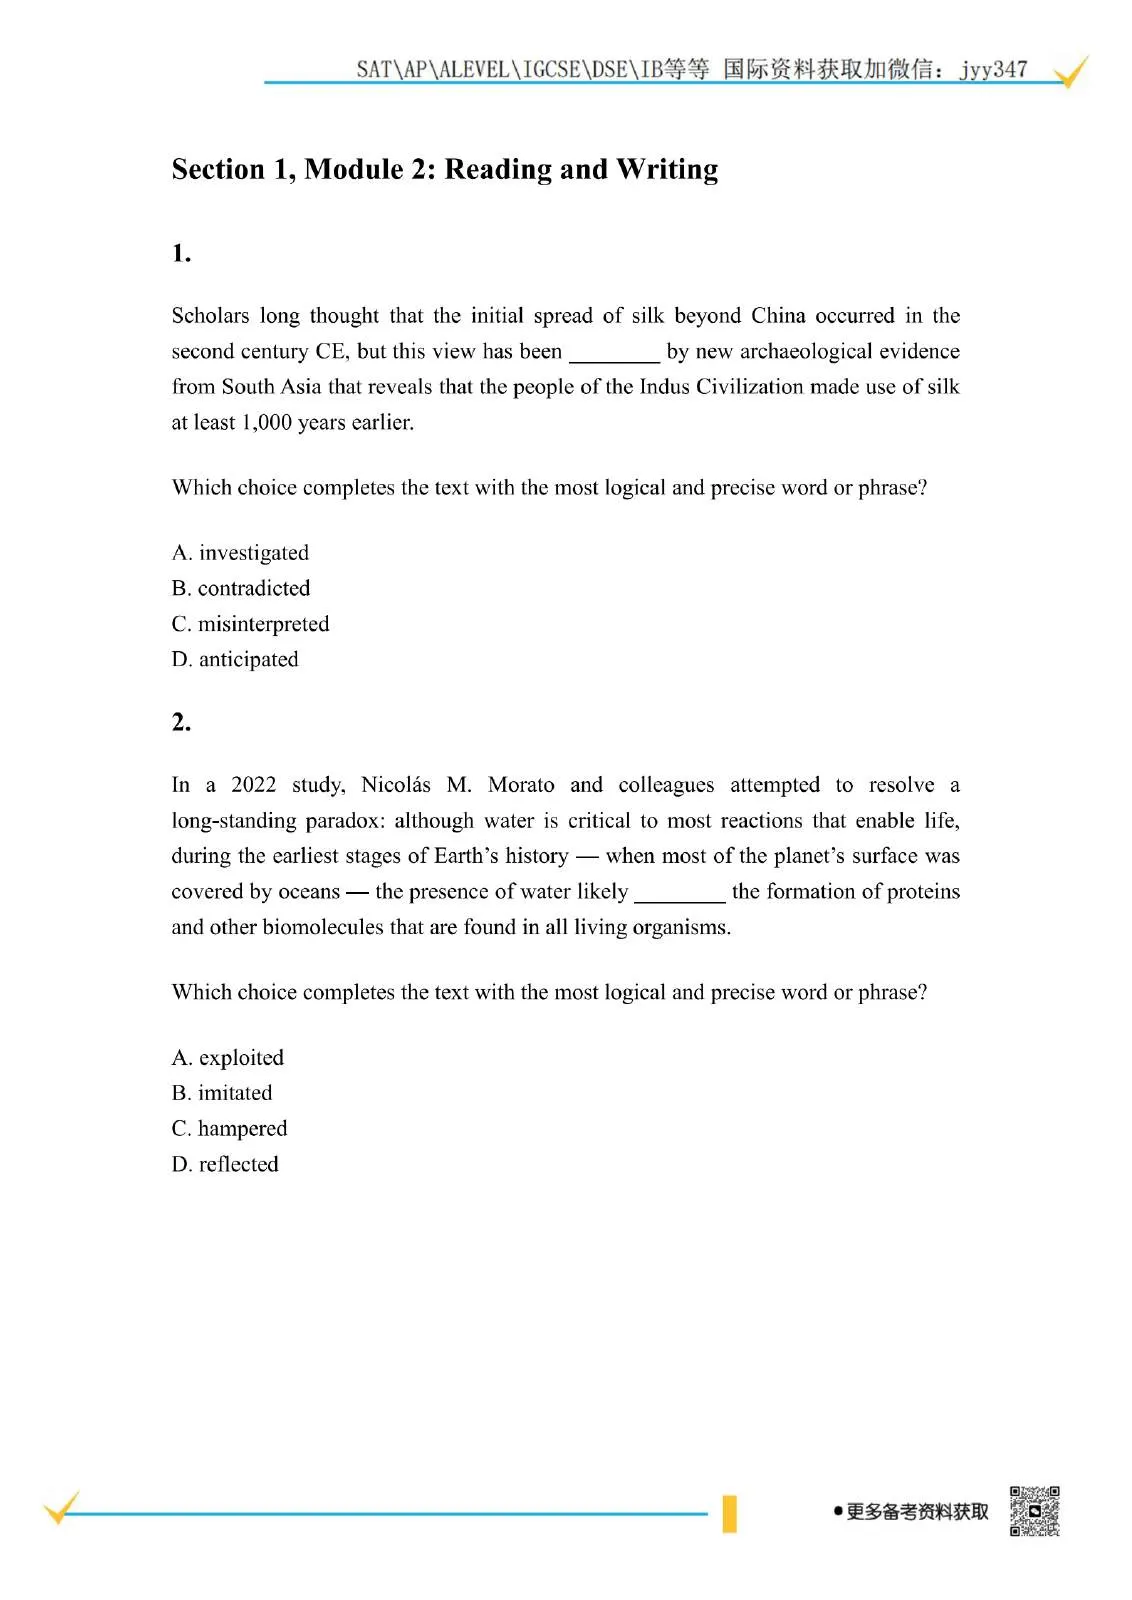 SAT\AP\ALEVEL\IGCSE\DSE\IB等等 国际资料获取加微信：jyy347
Section 1, Module 2: Reading and Writing
1.
Scholars long thought that the initial spread of silk beyond China occurred in the
second century CE, but this view has been ________ by new archaeological evidence
from South Asia that reveals that the people of the Indus Civilization made use of silk
at least 1,000 years earlier.
Which choice completes the text with the most logical and precise word or phrase?
A. investigated
B. contradicted
C. misinterpreted
D. anticipated
2.
In a 2022 study, Nicolás M. Morato and colleagues attempted to resolve a
long-standing paradox: although water is critical to most reactions that enable life,
during the earliest stages of Earth’s history — when most of the planet’s surface was
covered by oceans — the presence of water likely ________ the formation of proteins
and other biomolecules that are found in all living organisms.
Which choice completes the text with the most logical and precise word or phrase?
A. exploited
B. imitated
C. hampered
D. reflected
●更多备考资料获取